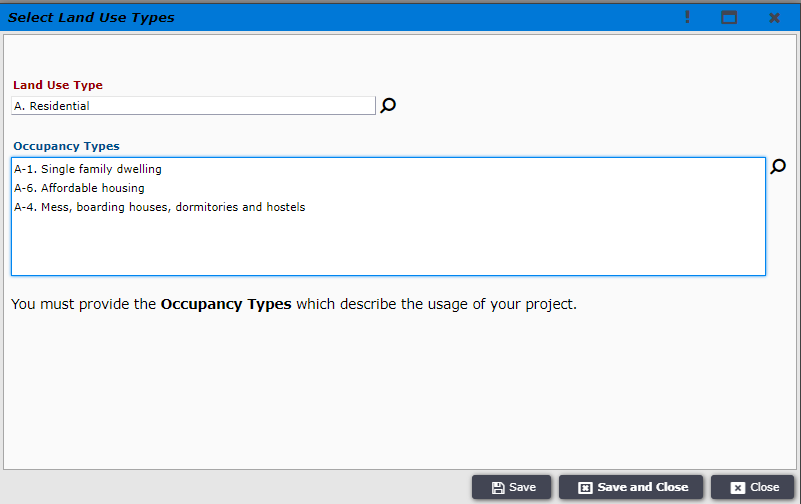 Select Land Use Types
Land Use Type
A. Residential
Occupancy Types
A-1. Single family dwelling
A-6. Affordable housing
A-4. Mess, boarding houses, dormitories and hostels
You must provide the Occupancy Types which describe the usage of your project.
Save
Save and Close
Close